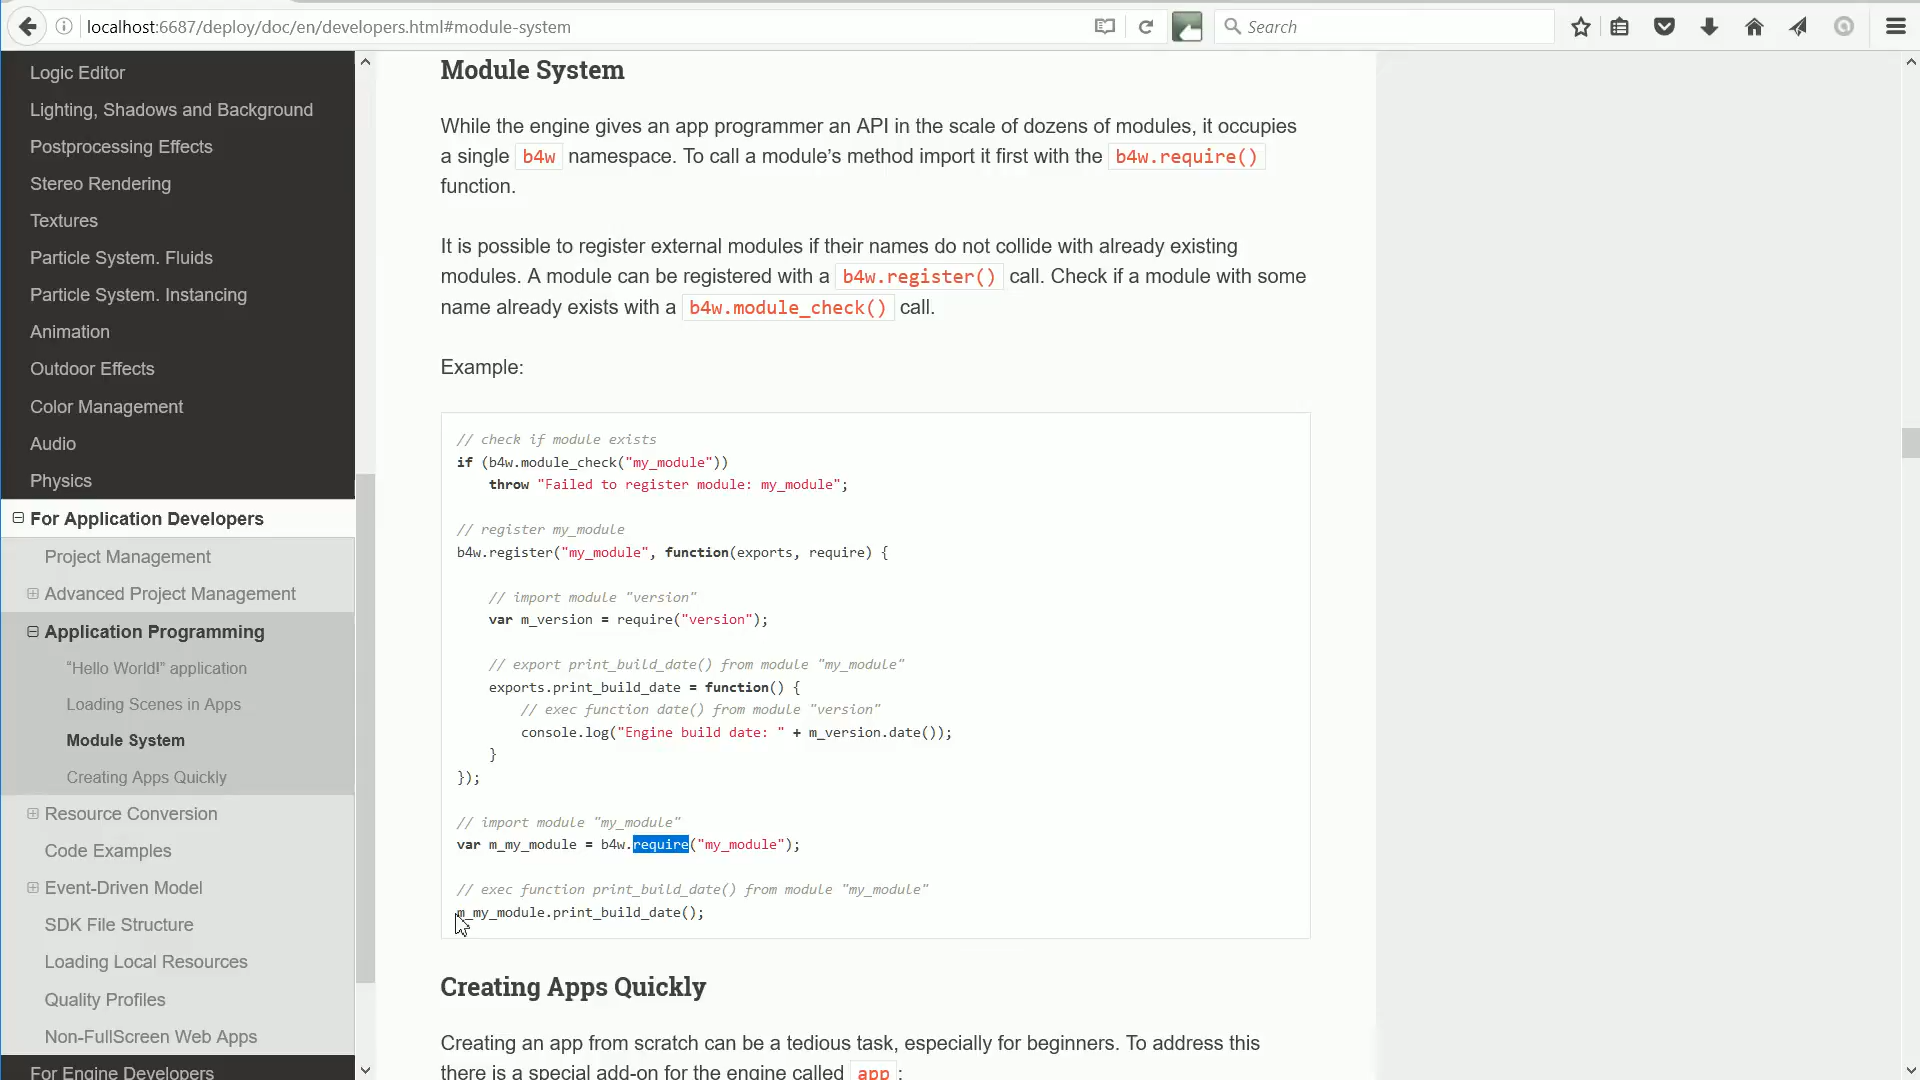 localhost:6687/deploy/doc/en/developers.html#module-system
Search
Logic Editor
Lighting, Shadows and Background
Postprocessing Effects
Stereo Rendering
Textures
Particle System. Fluids
Particle System. Instancing
Animation
Outdoor Effects
Color Management
Audio
Physics
For Application Developers
Project Management
Advanced Project Management
Application Programming
“Hello World!” application
Loading Scenes in Apps
Module System
Creating Apps Quickly
Resource Conversion
Code Examples
Event-Driven Model
SDK File Structure
Loading Local Resources
Quality Profiles
Non-FullScreen Web Apps
For Engine Developers
Module System
While the engine gives an app programmer an API in the scale of dozens of modules, it occupies
a single b4w namespace. To call a module’s method import it first with the b4w.require()
function.
It is possible to register external modules if their names do not collide with already existing
modules. A module can be registered with a b4w.register() call. Check if a module with some
name already exists with a b4w.module_check() call.
Example:
// check if module exists
if (b4w.module_check("my_module"))
    throw "Failed to register module: my_module";
// register my_module
b4w.register("my_module", function(exports, require) {
    // import module "version"
    var m_version = require("version");
    // export print_build_date() from module "my_module"
    exports.print_build_date = function() {
        // exec function date() from module "version"
        console.log("Engine build date: " + m_version.date());
    }
});
// import module "my_module"
var m_my_module = b4w.require("my_module");
// exec function print_build_date() from module "my_module"
m_my_module.print_build_date();
Creating Apps Quickly
Creating an app from scratch can be a tedious task, especially for beginners. To address this
there is a special add-on for the engine called app :